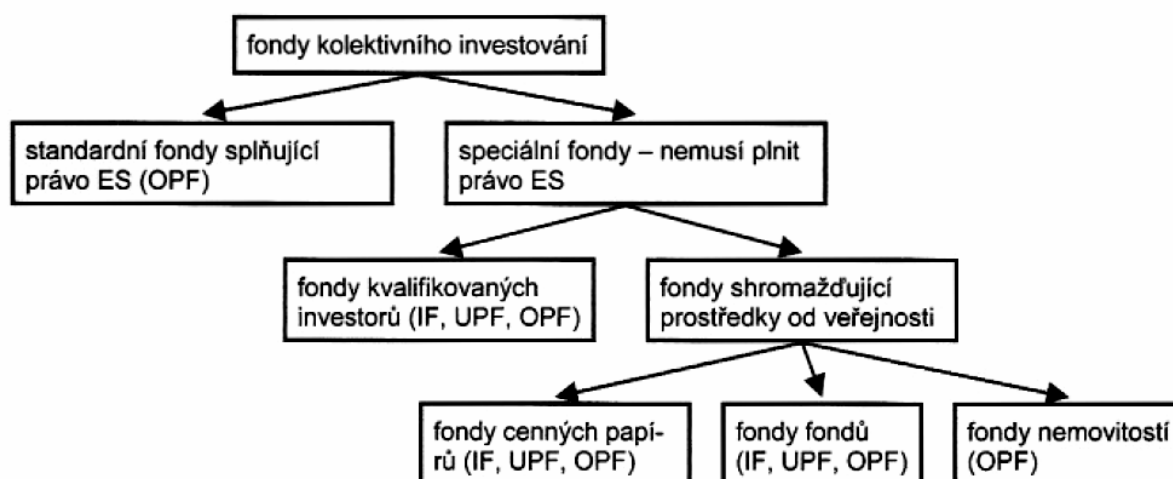 fondy kolektivního investování
standardní fondy splňující
právo ES (OPF)
speciální fondy – nemusí plnit
právo ES
fondy kvalifikovaných
investorů (IF, UPF, OPF)
fondy shromažďující
prostředky od veřejnosti
fondy cenných papí-
rů (IF, UPF, OPF)
fondy fondů
(IF, UPF, OPF)
fondy nemovitostí
(OPF)